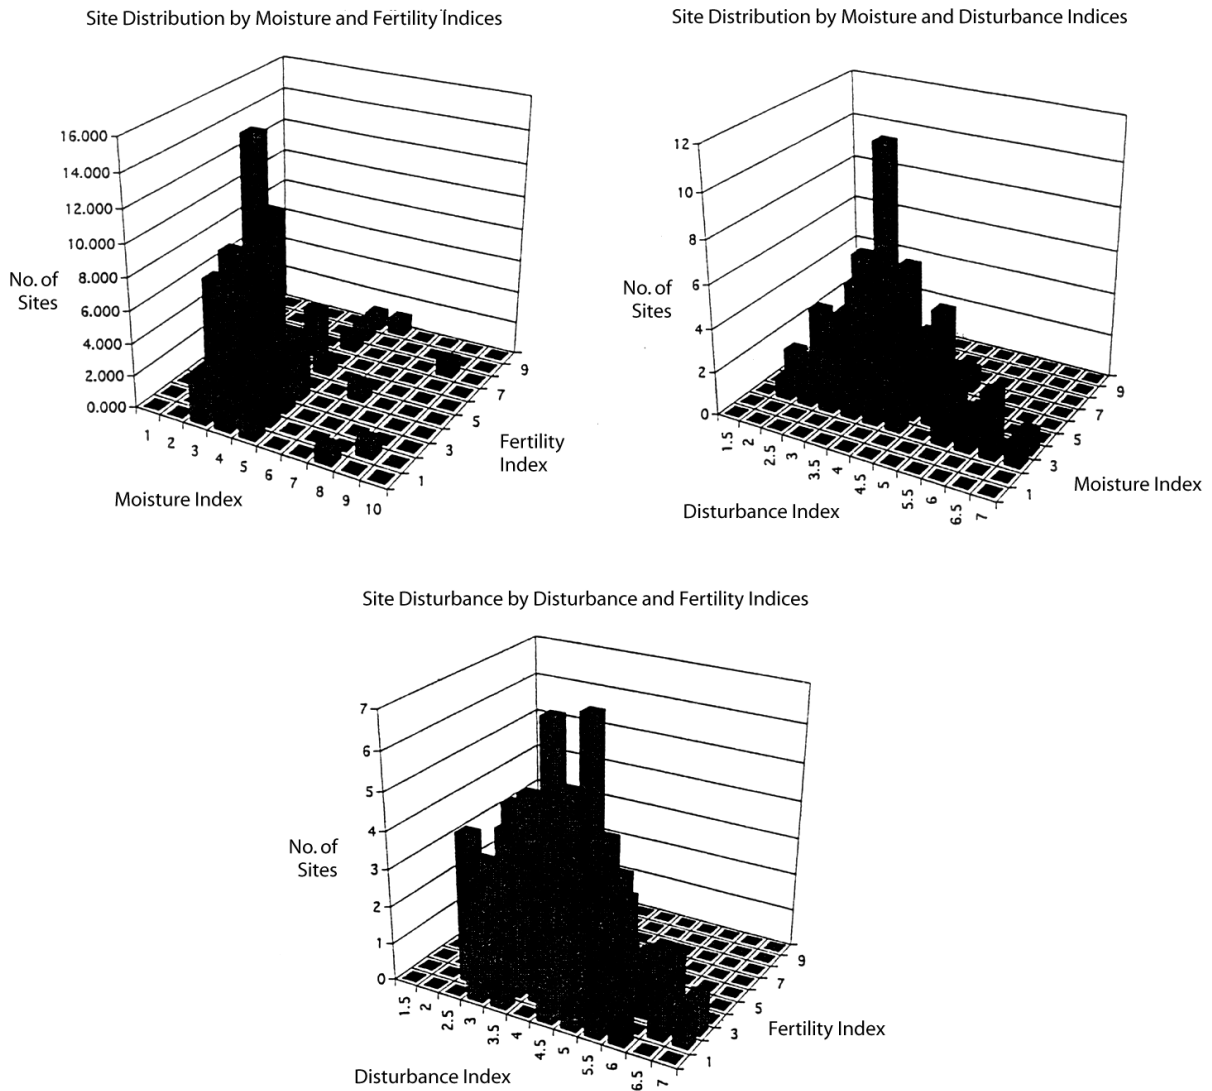 Site Distribution by Moisture and Fertility Indices
16.000
14.000
12.000
10.000
8.000
6.000
4.000
2.000
0.000
No. of
Sites
1 2 3 4 5 6 7 8 9 10
Moisture Index
1 3 5 7 9
Fertility
Index
Site Distribution by Moisture and Disturbance Indices
12
10
8
6
4
2
0
No. of
Sites
1.5 2 2.5 3 3.5 4 4.5 5 5.5 6 6.5 7
Disturbance Index
1 3 5 7 9
Moisture Index
Site Disturbance by Disturbance and Fertility Indices
7
6
5
4
3
2
1
0
No. of
Sites
1.5 2 2.5 3 3.5 4 4.5 5 5.5 6 6.5 7
Disturbance Index
1 3 5 7 9
Fertility Index